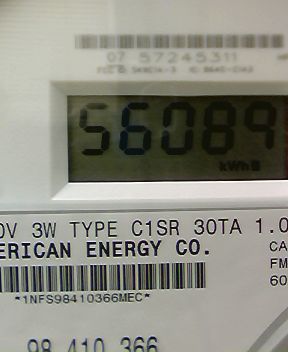 07 57245311
56089
kWh
0V 3W TYPE C1SR 30TA 1.0
ERICAN ENERGY CO.
CA
FM
60
*1NFS98410366MEC*
98 410 366